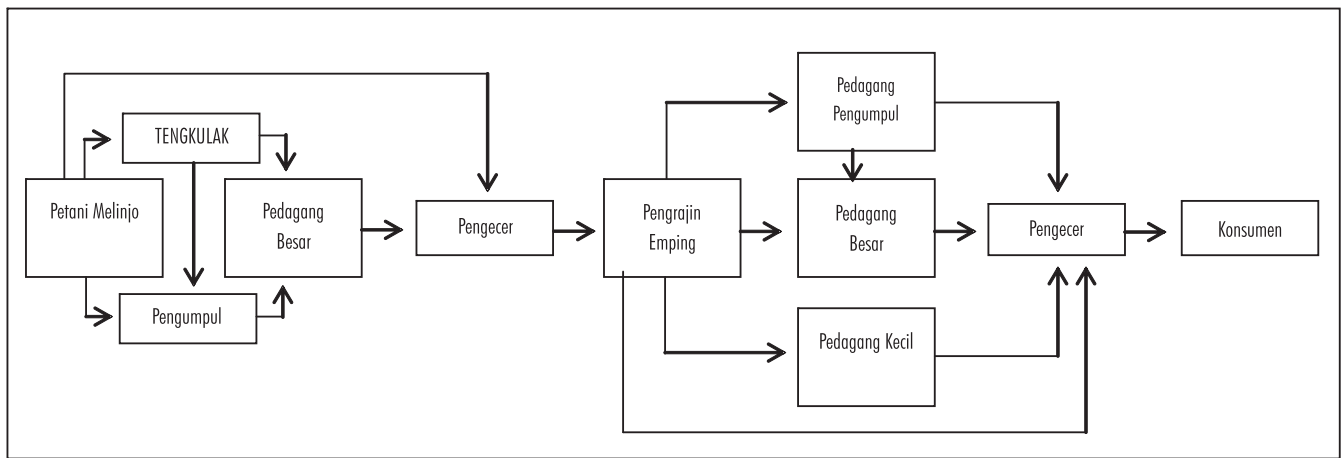 TENGKULAK
Petani Melinjo
Pengumpul
Pedagang
Besar
Pengecer
Pengrajin
Emping
Pedagang
Pengumpul
Pedagang
Besar
Pedagang Kecil
Pengecer
Konsumen